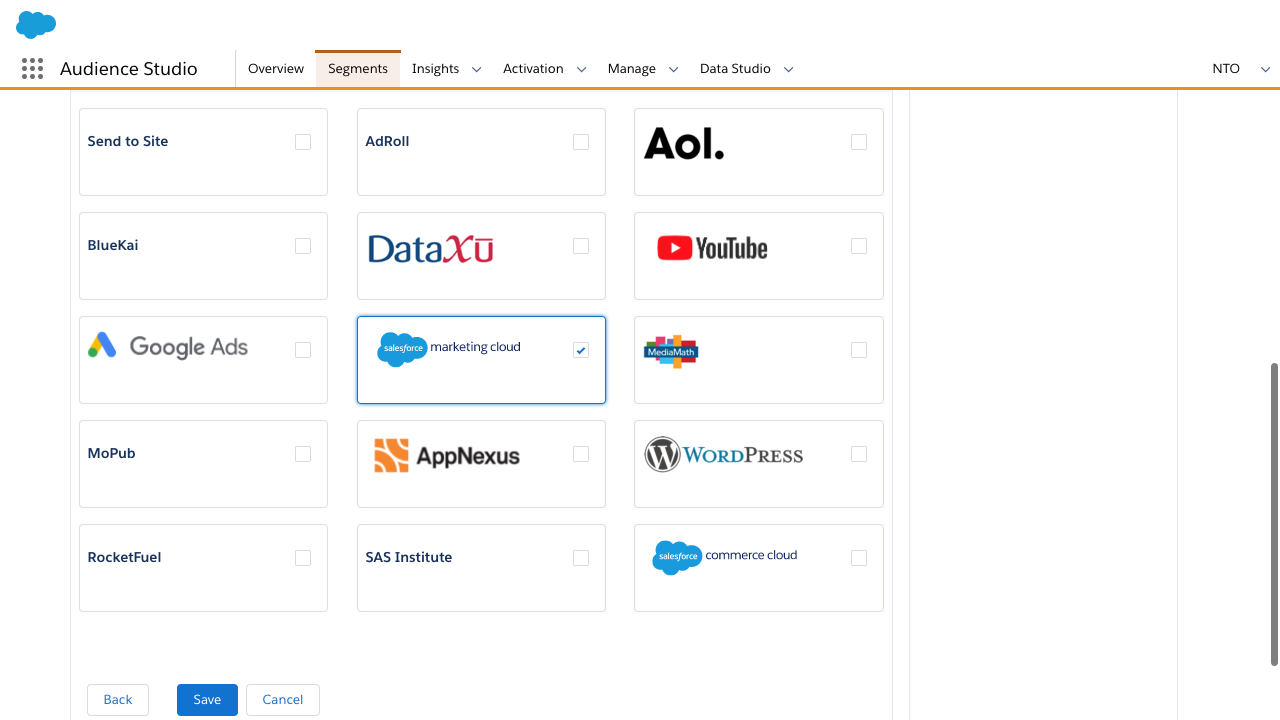 Audience Studio
Overview
Segments
Insights
Activation
Manage
Data Studio
NTO
Send to Site
AdRoll
Aol.
BlueKai
DataXū
YouTube
Google Ads
salesforce marketing cloud
MediaMath
MoPub
AppNexus
WORDPRESS
RocketFuel
SAS Institute
salesforce commerce cloud
Back
Save
Cancel